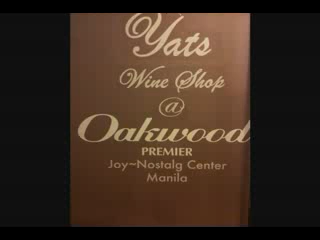 Yats
Wine Shop
@
Oakwood
PREMIER
Joy~Nostalg Center
Manila